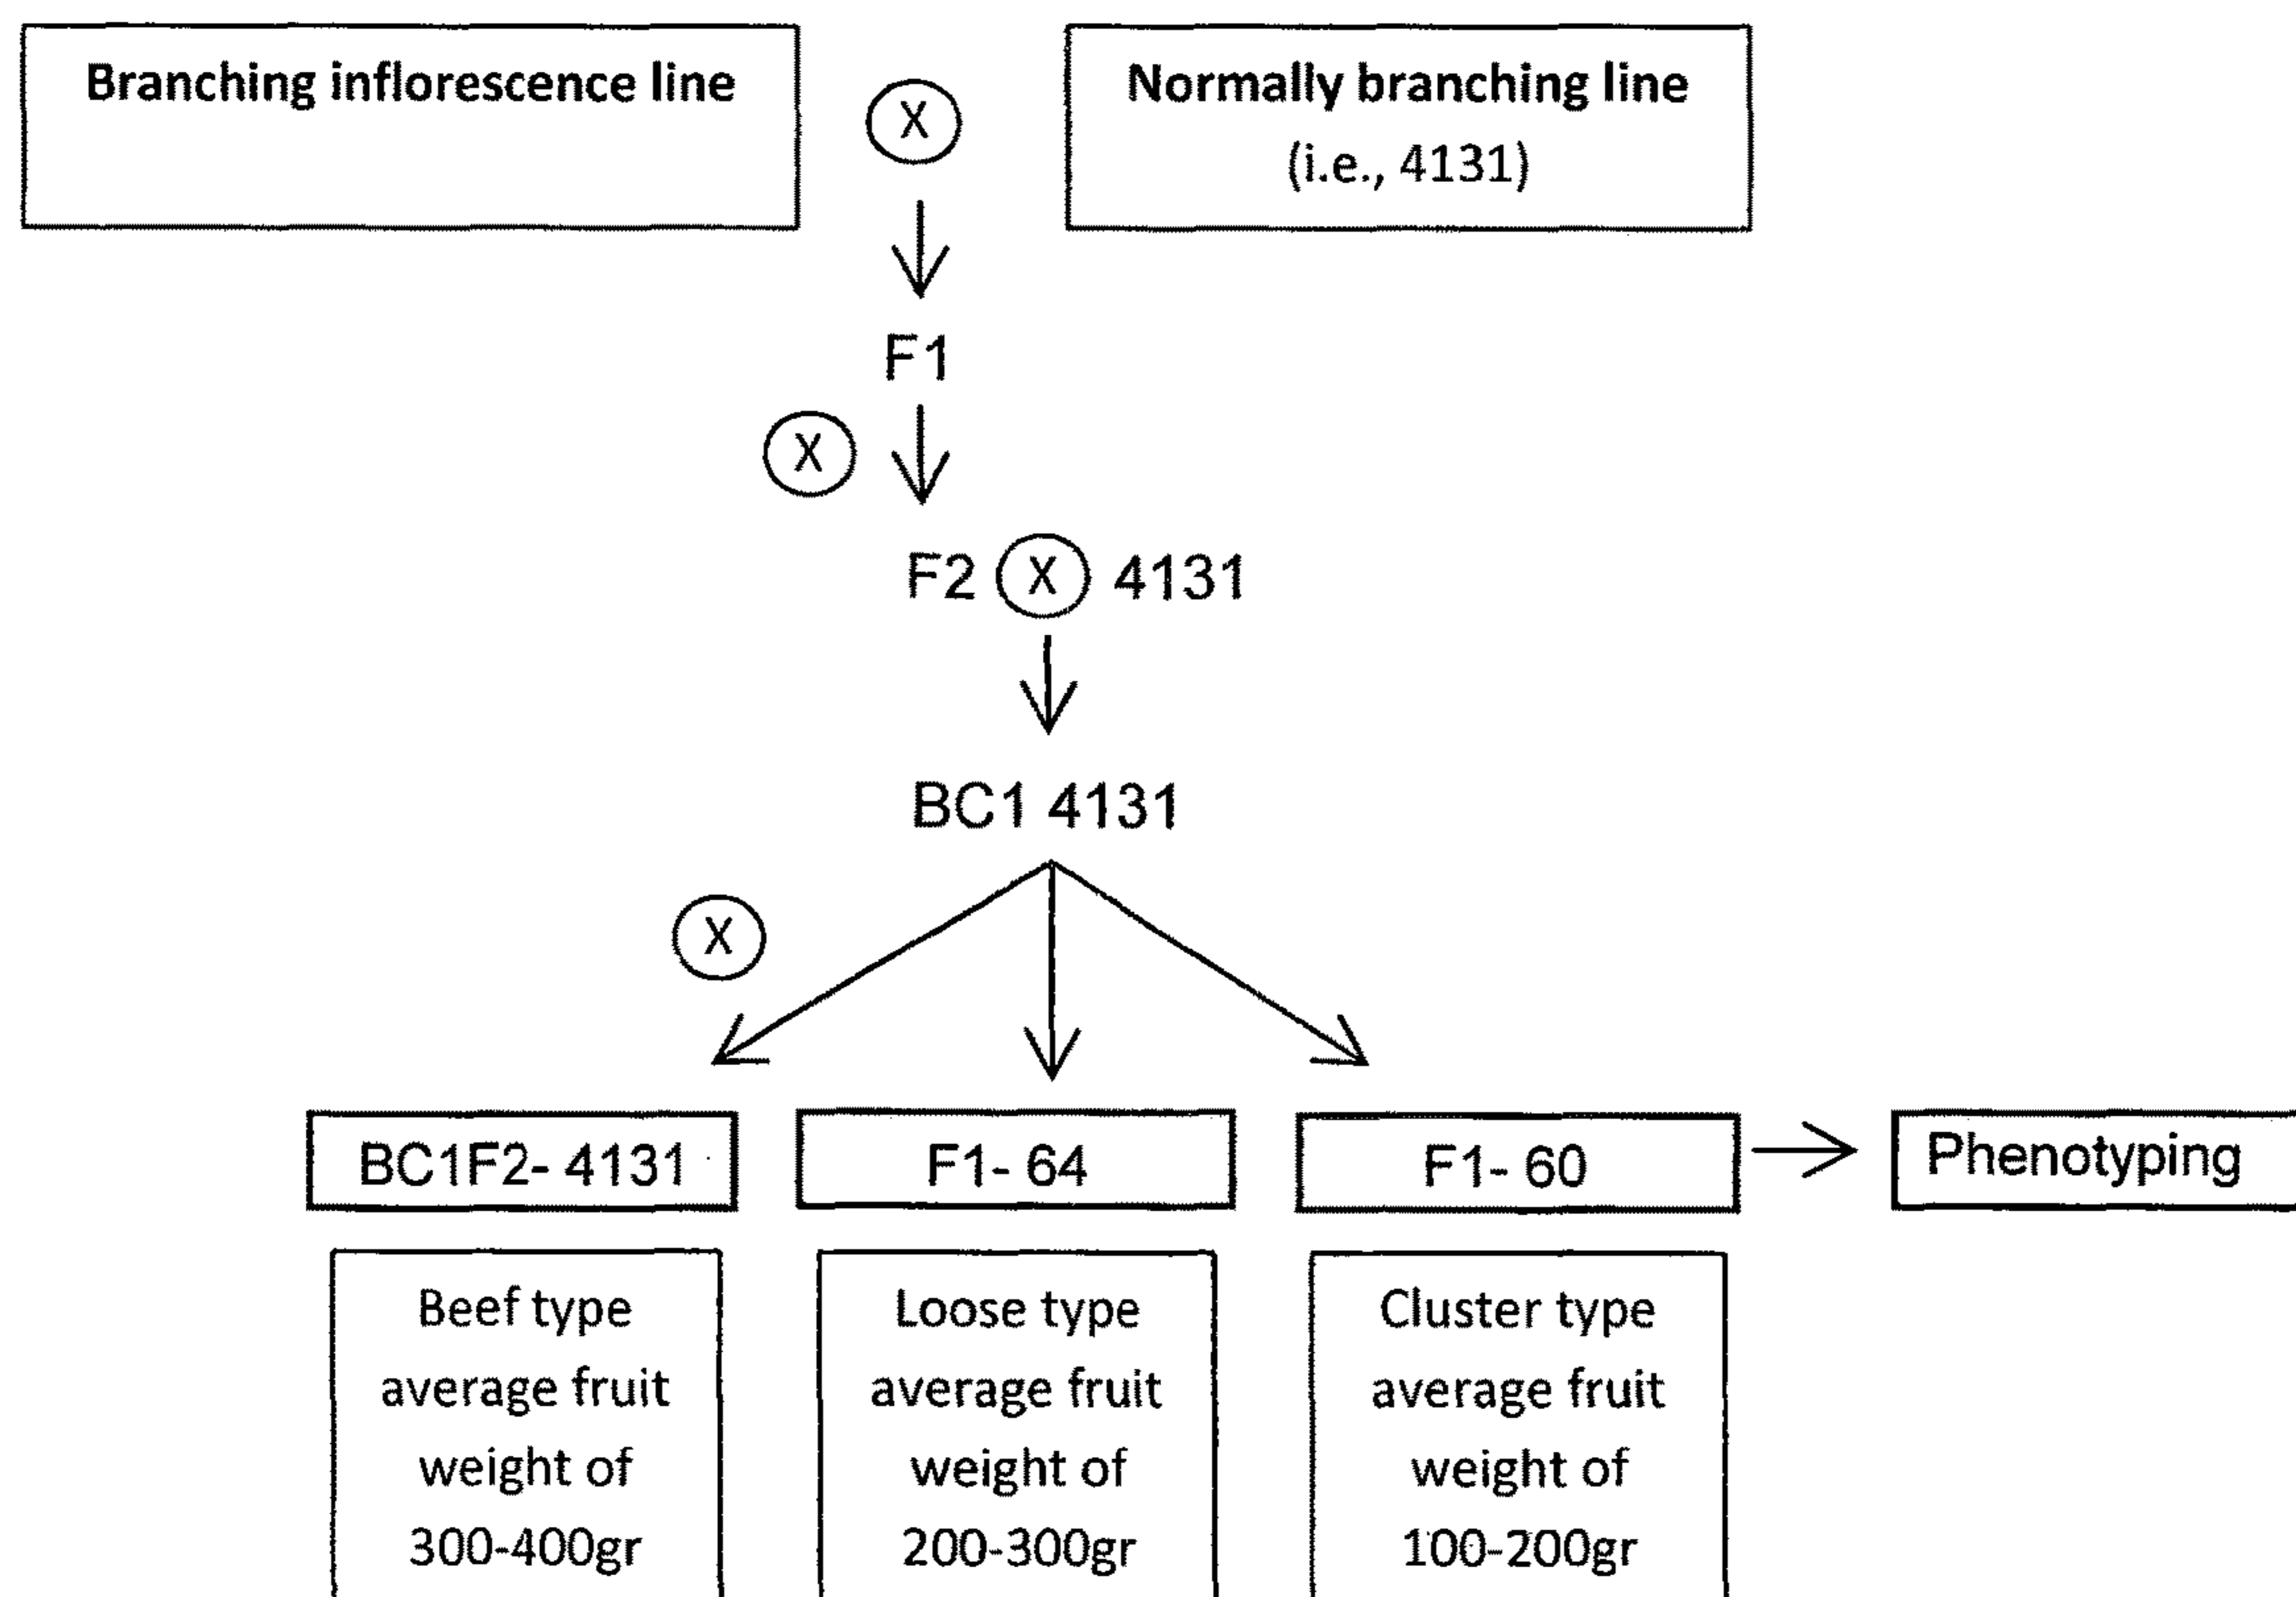 Branching inflorescence line
X
Normally branching line
(i.e., 4131)
F1
X
F2 X 4131
BC1 4131
X
BC1F2- 4131
F1- 64
F1- 60
Phenotyping
Beef type
average fruit
weight of
300-400gr
Loose type
average fruit
weight of
200-300gr
Cluster type
average fruit
weight of
100-200gr